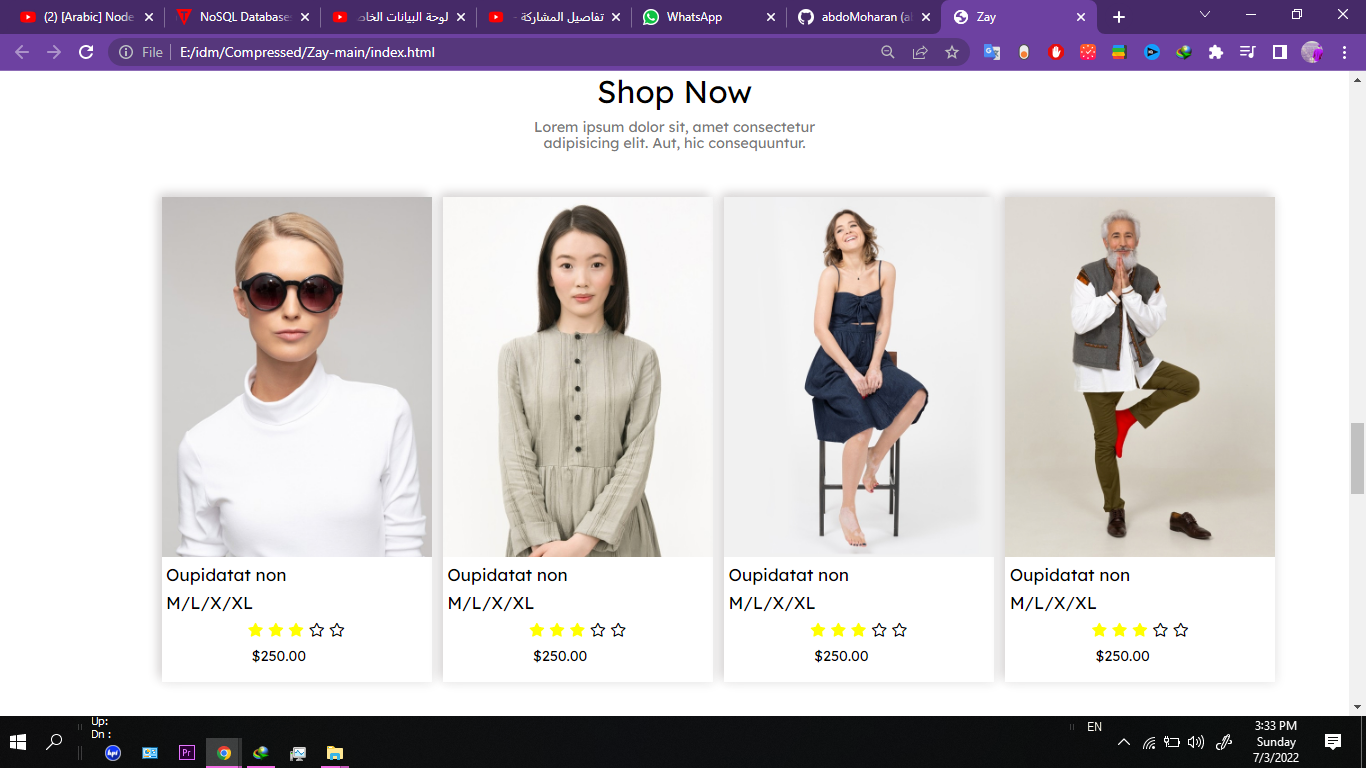 (2) [Arabic] Node
NoSQL Database
لوحة البيانات الخاص
تفاصيل المشاركة -
WhatsApp
abdoMoharan (a
Zay
File
E:/idm/Compressed/Zay-main/index.html
Shop Now
Lorem ipsum dolor sit, amet consectetur
adipisicing elit. Aut, hic consequuntur.
Oupidatat non
M/L/X/XL
$250.00
Oupidatat non
M/L/X/XL
$250.00
Oupidatat non
M/L/X/XL
$250.00
Oupidatat non
M/L/X/XL
$250.00
Up:
Dn :
Pr
EN
3:33 PM
Sunday
7/3/2022